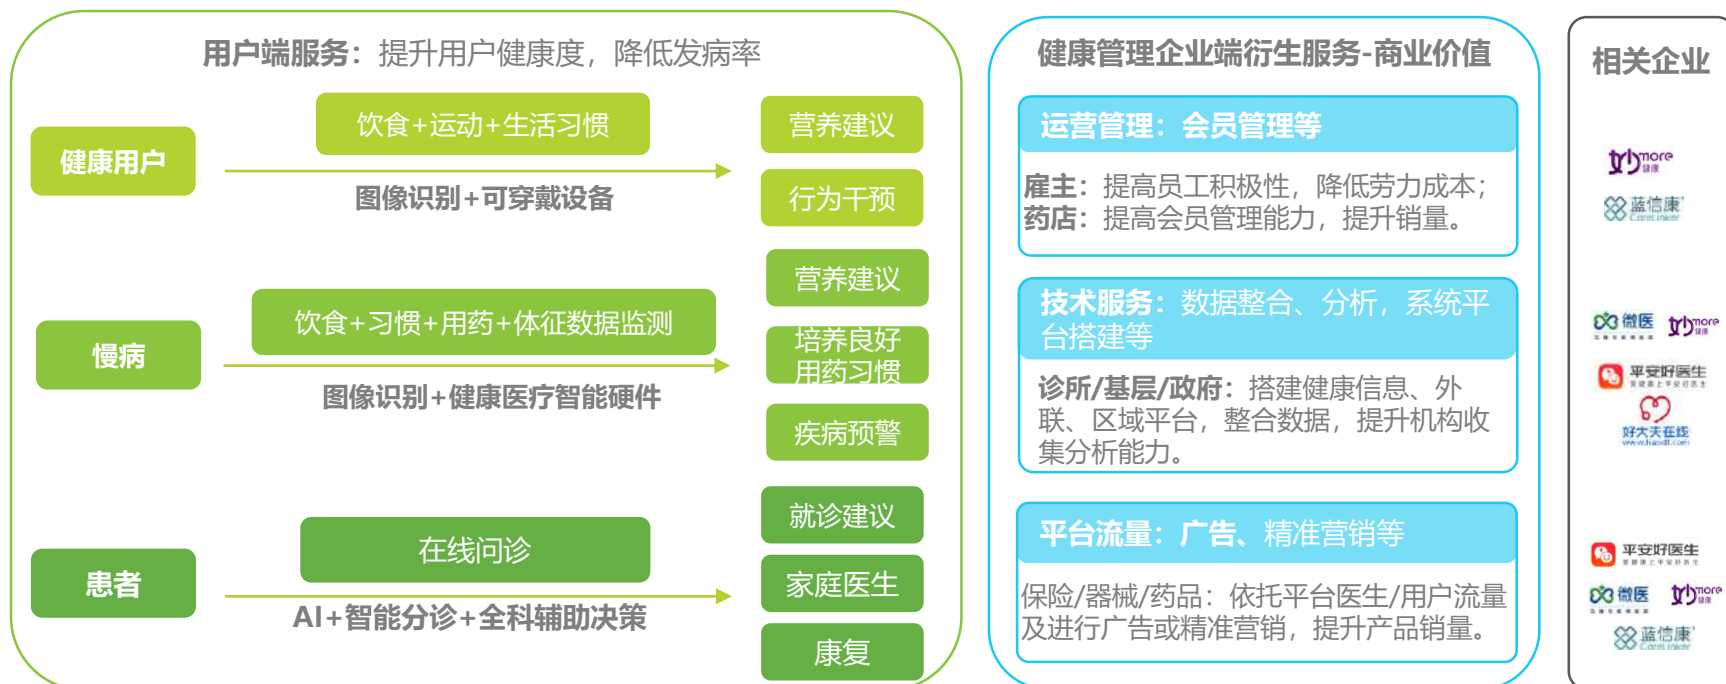 用户端服务：提升用户健康度，降低发病率
健康用户
饮食+运动+生活习惯
图像识别+可穿戴设备
营养建议
行为干预
慢病
饮食+习惯+用药+体征数据监测
图像识别+健康医疗智能硬件
营养建议
培养良好
用药习惯
疾病预警
患者
在线问诊
AI+智能分诊+全科辅助决策
就诊建议
家庭医生
康复
健康管理企业端衍生服务-商业价值
运营管理：会员管理等
雇主：提高员工积极性，降低劳力成本；
药店：提高会员管理能力，提升销量。
技术服务：数据整合、分析，系统平
台搭建等
诊所/基层/政府：搭建健康信息、外
联、区域平台，整合数据，提升机构收
集分析能力。
平台流量：广告、精准营销等
保险/器械/药品：依托平台医生/用户流量
及进行广告或精准营销，提升产品销量。
相关企业
more
健康
蓝信康
CareLinker
微医
more
健康
平安好医生
好大夫在线
www.haodf.com
平安好医生
微医
more
健康
蓝信康
CareLinker